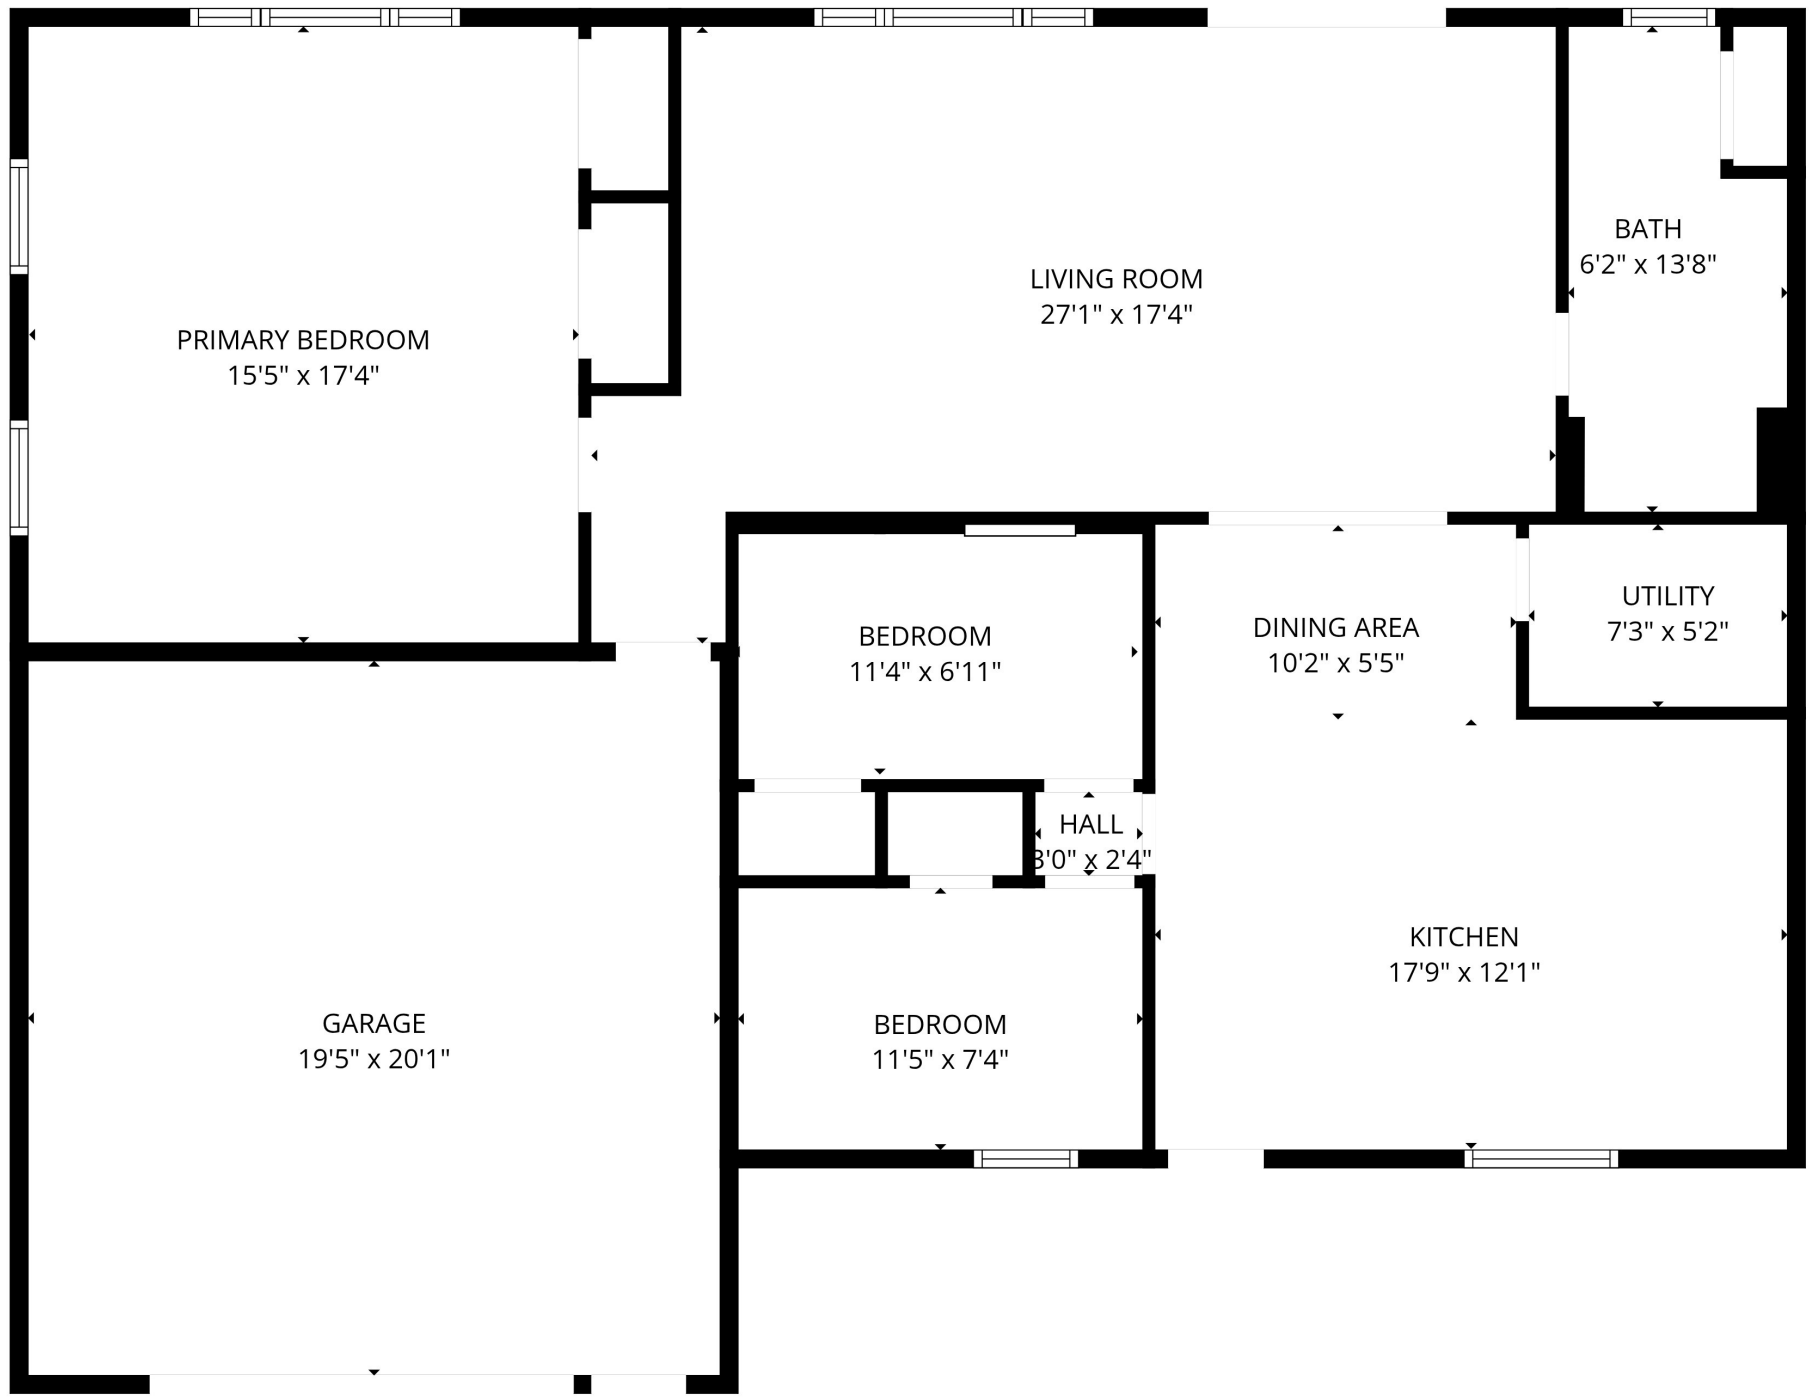 BATH
6'2" x 13'8"
LIVING ROOM
27'1" x 17'4"
PRIMARY BEDROOM
15'5" x 17'4"
UTILITY
7'3" x 5'2"
DINING AREA
10'2" x 5'5"
BEDROOM
11'4" x 6'11"
HALL
3'0" x 2'4"
KITCHEN
17'9" x 12'1"
GARAGE
19'5" x 20'1"
BEDROOM
11'5" x 7'4"